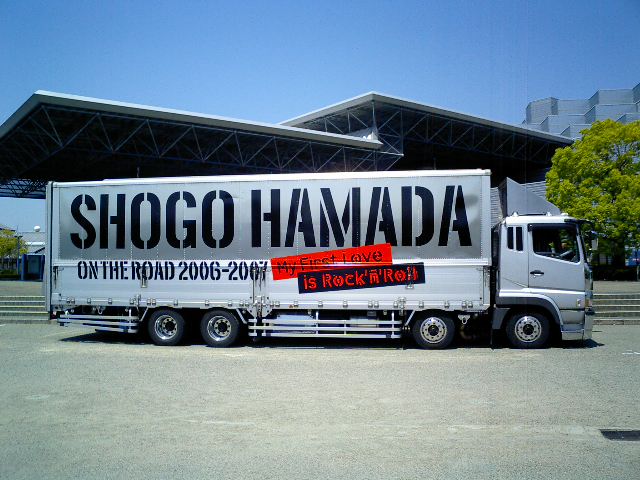 SHOGO HAMADA
ON THE ROAD 2006-2007
My First Love
is Rock'n'Roll